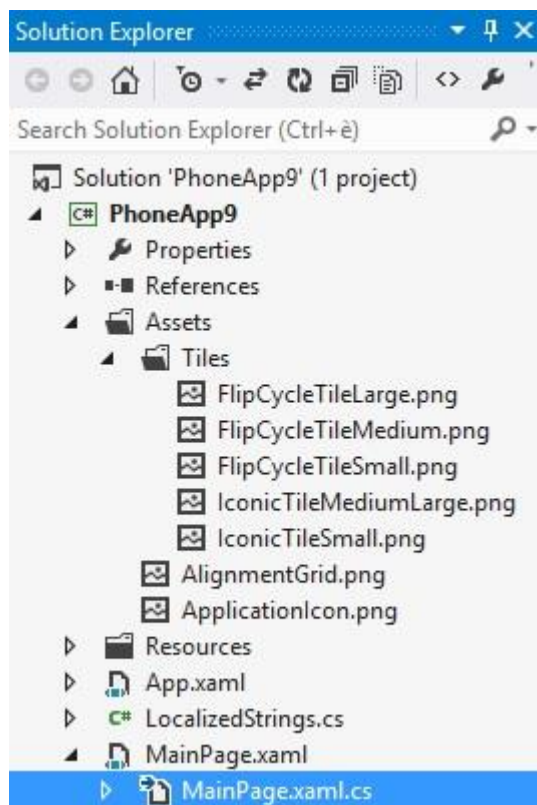 Solution Explorer
Search Solution Explorer (Ctrl+è)
Solution 'PhoneApp9' (1 project)
C# PhoneApp9
Properties
References
Assets
Tiles
FlipCycleTileLarge.png
FlipCycleTileMedium.png
FlipCycleTileSmall.png
IconicTileMediumLarge.png
IconicTileSmall.png
AlignmentGrid.png
ApplicationIcon.png
Resources
App.xaml
C# LocalizedStrings.cs
MainPage.xaml
MainPage.xaml.cs